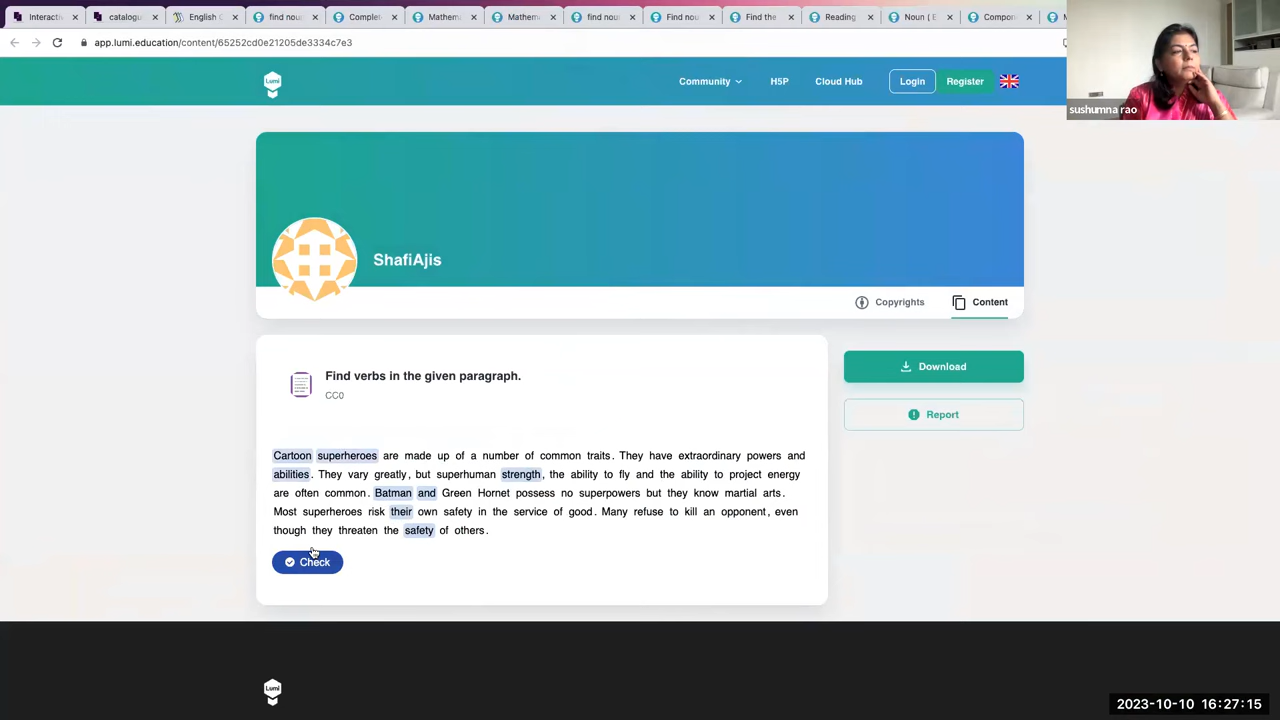 Interactiv
catalogu
English C
find nou
Comple
Mathem
Mathem
find nou
Find nou
Find the
Reading
Noun ( E
Compon
app.lumi.education/content/65252cd0e21205de3334c7e3
Lumi
Community
H5P
Cloud Hub
Login
Register
sushumna rao
ShafiAjis
Copyrights
Content
Find verbs in the given paragraph.
CC0
Download
Report
Cartoon superheroes are made up of a number of common traits. They have extraordinary powers and
abilities. They vary greatly, but superhuman strength, the ability to fly and the ability to project energy
are often common. Batman and Green Hornet possess no superpowers but they know martial arts.
Most superheroes risk their own safety in the service of good. Many refuse to kill an opponent, even
though they threaten the safety of others.
Check
Lumi
2023-10-10 16:27:15